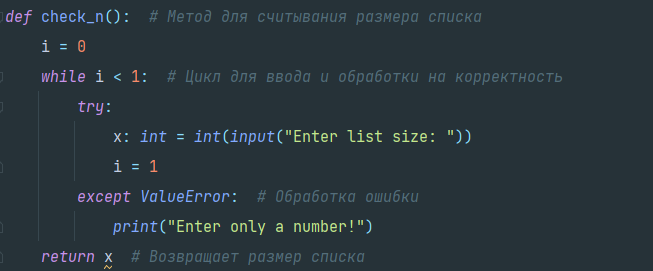 def check_n():  # Метод для считывания размера списка
    i = 0
    while i < 1:  # Цикл для ввода и обработки на корректность
        try:
            x: int = int(input("Enter list size: "))
            i = 1
        except ValueError:  # Обработка ошибки
            print("Enter only a number!")
    return x  # Возвращает размер списка